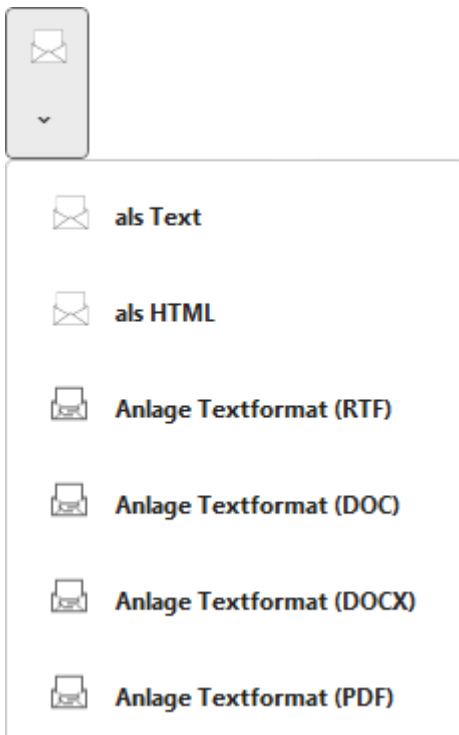 als Text
als HTML
Anlage Textformat (RTF)
Anlage Textformat (DOC)
Anlage Textformat (DOCX)
Anlage Textformat (PDF)